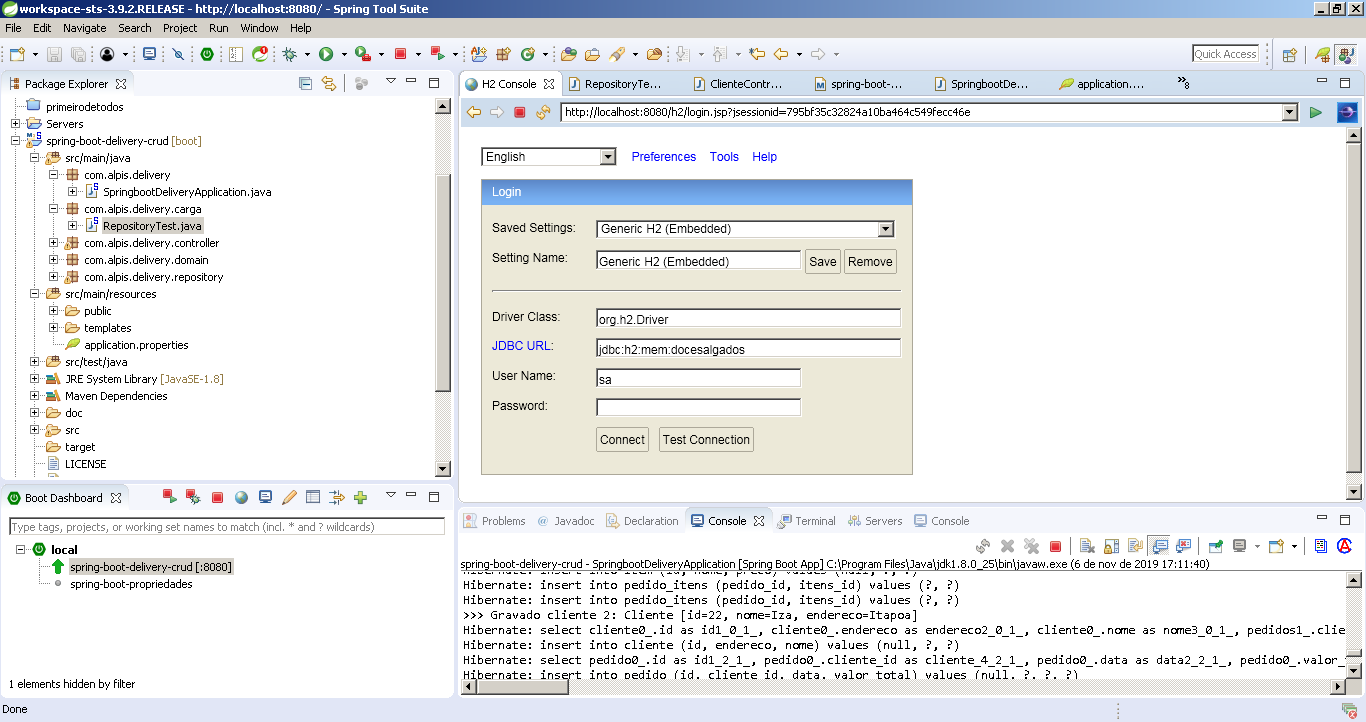 workspace-sts-3.9.2.RELEASE - http://localhost:8080/ - Spring Tool Suite
File Edit Navigate Search Project Run Window Help
Quick Access
Package Explorer
primeirodetodos
Servers
spring-boot-delivery-crud [boot]
src/main/java
com.alpis.delivery
SpringbootDeliveryApplication.java
com.alpis.delivery.carga
RepositoryTest.java
com.alpis.delivery.controller
com.alpis.delivery.domain
com.alpis.delivery.repository
src/main/resources
public
templates
application.properties
src/test/java
JRE System Library [JavaSE-1.8]
Maven Dependencies
doc
src
target
LICENSE
Boot Dashboard
Type tags, projects, or working set names to match (incl. * and ? wildcards)
local
spring-boot-delivery-crud [:8080]
spring-boot-propriedades
1 elements hidden by filter
H2 Console RepositoryTe... ClienteContr... spring-boot-... SpringbootDe... application.... »8
http://localhost:8080/h2/login.jsp?jsessionid=795bf35c32824a10ba464c549fecc46e
English Preferences Tools Help
Login
Saved Settings: Generic H2 (Embedded)
Setting Name: Generic H2 (Embedded) Save Remove
Driver Class: org.h2.Driver
JDBC URL: jdbc:h2:mem:docesalgados
User Name: sa
Password:
Connect Test Connection
Problems @ Javadoc Declaration Console Terminal Servers Console
spring-boot-delivery-crud - SpringbootDeliveryApplication [Spring Boot App] C:\Program Files\Java\jdk1.8.0_25\bin\javaw.exe (6 de nov de 2019 17:11:40)
Hibernate: insert into item (id, nome, preco) values (null, ?, ?)
Hibernate: insert into pedido_itens (pedido_id, itens_id) values (?, ?)
Hibernate: insert into pedido_itens (pedido_id, itens_id) values (?, ?)
>>> Gravado cliente 2: Cliente [id=22, nome=Iza, endereco=Itapoa]
Hibernate: select cliente0_.id as id1_0_1_, cliente0_.endereco as endereco2_0_1_, cliente0_.nome as nome3_0_1_, pedidos1_.clie
Hibernate: insert into cliente (id, endereco, nome) values (null, ?, ?)
Hibernate: select pedido0_.id as id1_2_1_, pedido0_.cliente_id as cliente_4_2_1_, pedido0_.data as data2_2_1_, pedido0_.valor_
Hibernate: insert into pedido (id, cliente_id, data, valor_total) values (null, ?, ?, ?)
Done